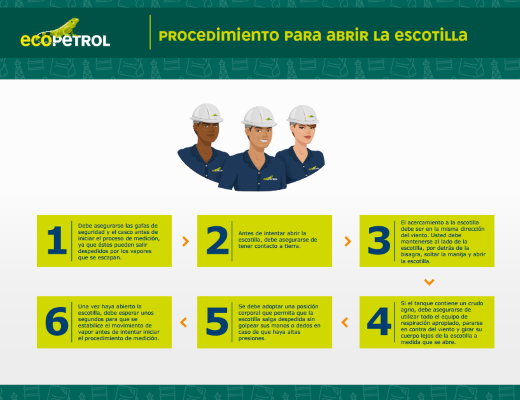 ecopetrol
PROCEDIMIENTO PARA ABRIR LA ESCOTILLA
1
Debe asegurarse las gafas de
seguridad y el casco antes de
iniciar el proceso de medición,
ya que éstos pueden salir
despedidos por los vapores
que se escapan.
2
Antes de intentar abrir la
escotilla, debe asegurarse de
tener contacto a tierra.
3
El acercamiento a la escotilla
debe ser en la misma dirección
del viento. Usted debe
mantenerse al lado de la
escotilla, por detrás de la
bisagra, soltar la manija y abrir
la escotilla.
4
Si el tanque contiene un crudo
agrio, debe asegurarse de
utilizar todo el equipo de
respiración apropiado, pararse
en contra del viento y girar su
cuerpo lejos de la escotilla a
medida que se abre.
5
Se debe adoptar una posición
corporal que permita que la
escotilla salga despedida sin
golpear sus manos o dedos en
caso de que haya altas
presiones.
6
Una vez haya abierto la
escotilla, debe esperar unos
segundos para que se
estabilice el movimiento de
vapor antes de intentar iniciar
el procedimiento de medición.